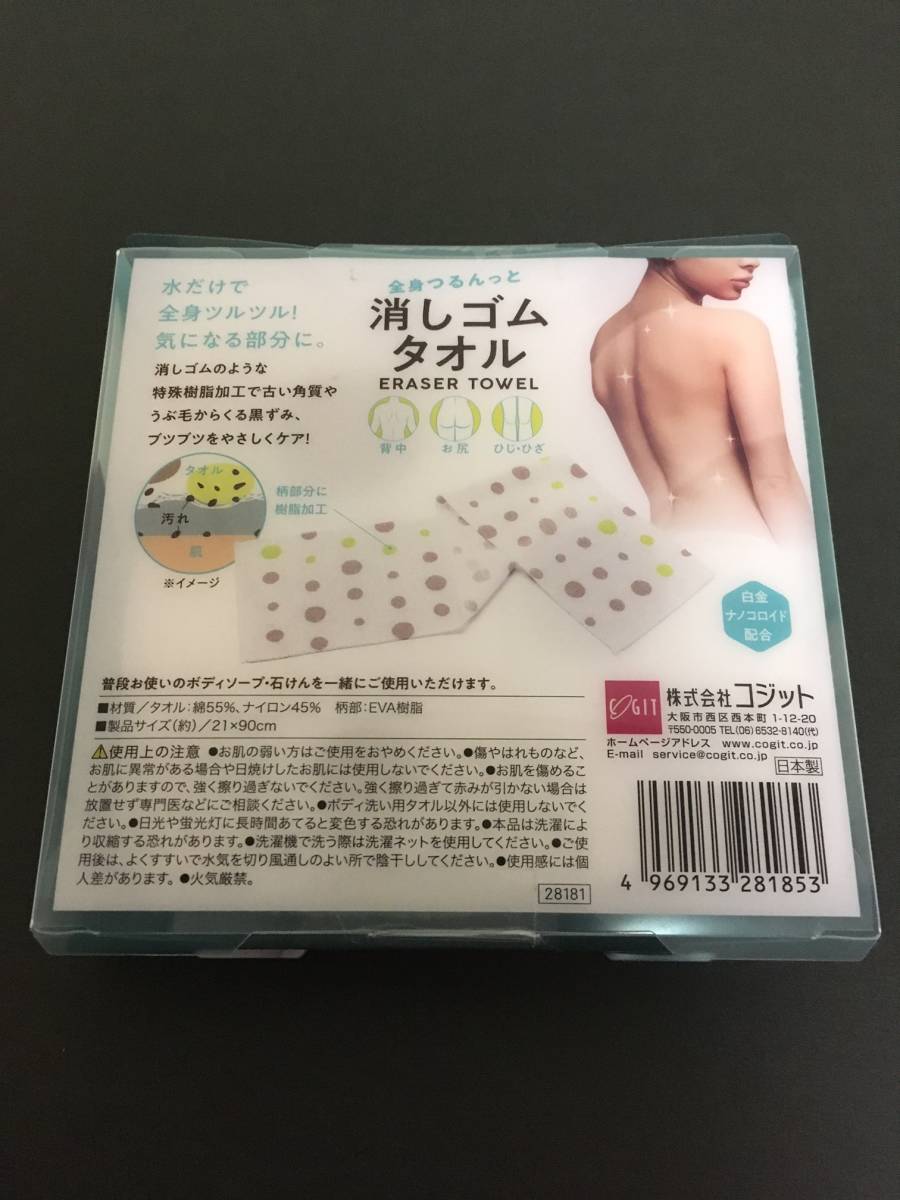 水だけで
全身ツルツル!
気になる部分に。
消しゴムのような
特殊樹脂加工で古い角質や
うぶ毛からくる黒ずみ、
ブツブツをやさしくケア!
全身つるんっと
消しゴム
タオル
ERASER TOWEL
背中
お尻
ひじ・ひざ
タオル
汚れ
肌
※イメージ
柄部分に
樹脂加工
白金
ナノコロイド
配合
普段お使いのボディソープ・石けんを一緒にご使用いただけます。
■材質/タオル:綿55%、ナイロン45% 柄部:EVA樹脂
■製品サイズ(約)/21×90cm
⚠使用上の注意 ●お肌の弱い方はご使用をおやめください。●傷やはれものなど、
お肌に異常がある場合や日焼けしたお肌には使用しないでください。●お肌を傷めるこ
とがありますので、強く擦り過ぎないでください。強く擦り過ぎて赤みが引かない場合は
放置せず専門医などにご相談ください。●ボディ洗い用タオル以外には使用しないでく
ださい。●日光や蛍光灯に長時間あてると変色する恐れがあります。●本品は洗濯によ
り収縮する恐れがあります。●洗濯機で洗う際は洗濯ネットを使用してください。●ご使
用後は、よくすすいで水気を切り風通しのよい所で陰干ししてください。●使用感には個
人差があります。●火気厳禁。
28181
COGIT
株式会社コジット
大阪市西区西本町 1-12-20
〒550-0005 TEL(06)6532-8140(代)
ホームページアドレス www.cogit.co.jp
E-mail service@cogit.co.jp
日本製
4 969133 281853